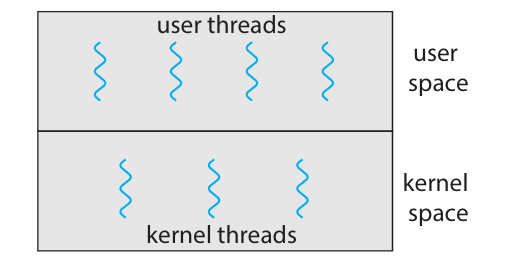 user threads
user
space
kernel
space
kernel threads